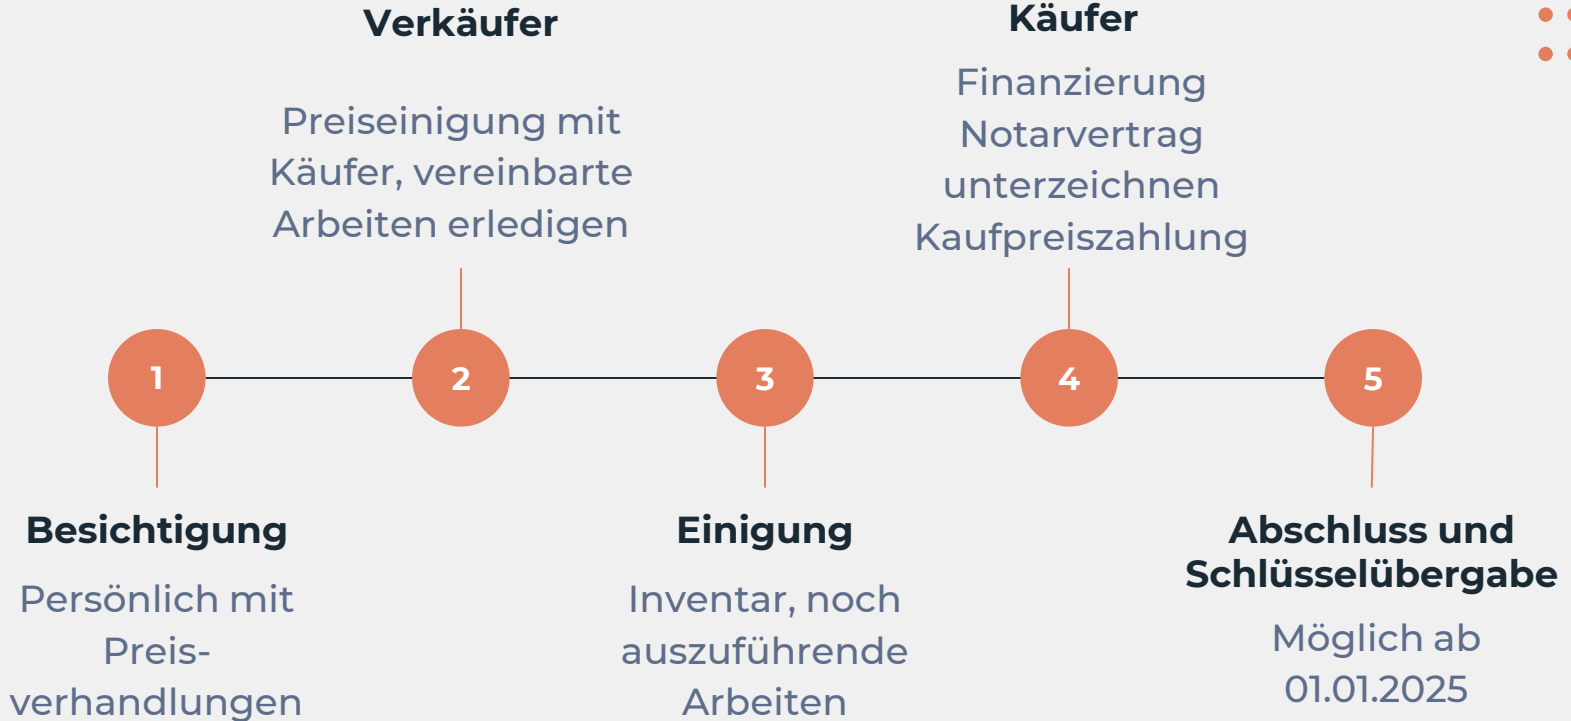 Verkäufer
Preiseinigung mit
Käufer, vereinbarte
Arbeiten erledigen
Käufer
Finanzierung
Notarvertrag
unterzeichnen
Kaufpreiszahlung
1
2
3
4
5
Besichtigung
Persönlich mit
Preis-
verhandlungen
Einigung
Inventar, noch
auszuführende
Arbeiten
Abschluss und
Schlüsselübergabe
Möglich ab
01.01.2025